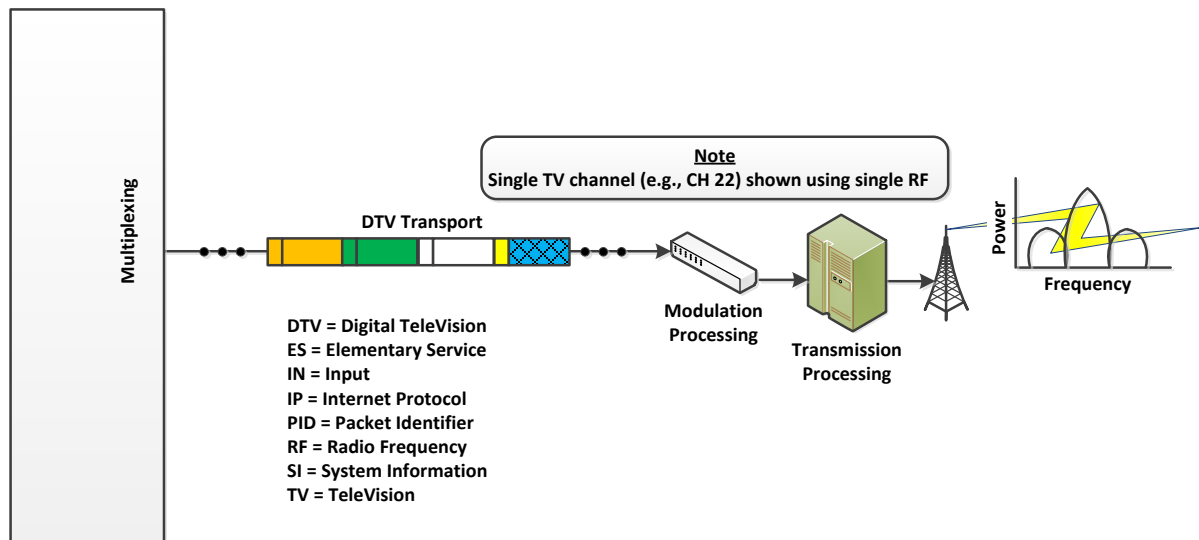 Multiplexing
Note
Single TV channel (e.g., CH 22) shown using single RF
DTV Transport
Modulation
Processing
Transmission
Processing
Power
Frequency
DTV = Digital TeleVision
ES = Elementary Service
IN = Input
IP = Internet Protocol
PID = Packet Identifier
RF = Radio Frequency
SI = System Information
TV = TeleVision